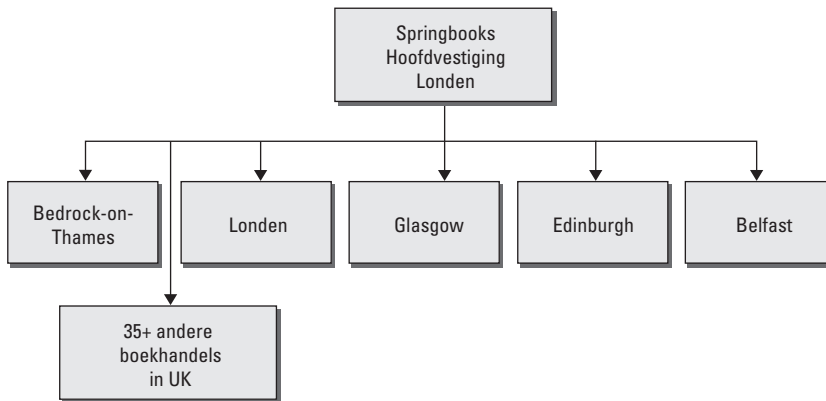 Springbooks
Hoofdvestiging
Londen
Bedrock-on-
Thames
Londen
Glasgow
Edinburgh
Belfast
35+ andere
boekhandels
in UK